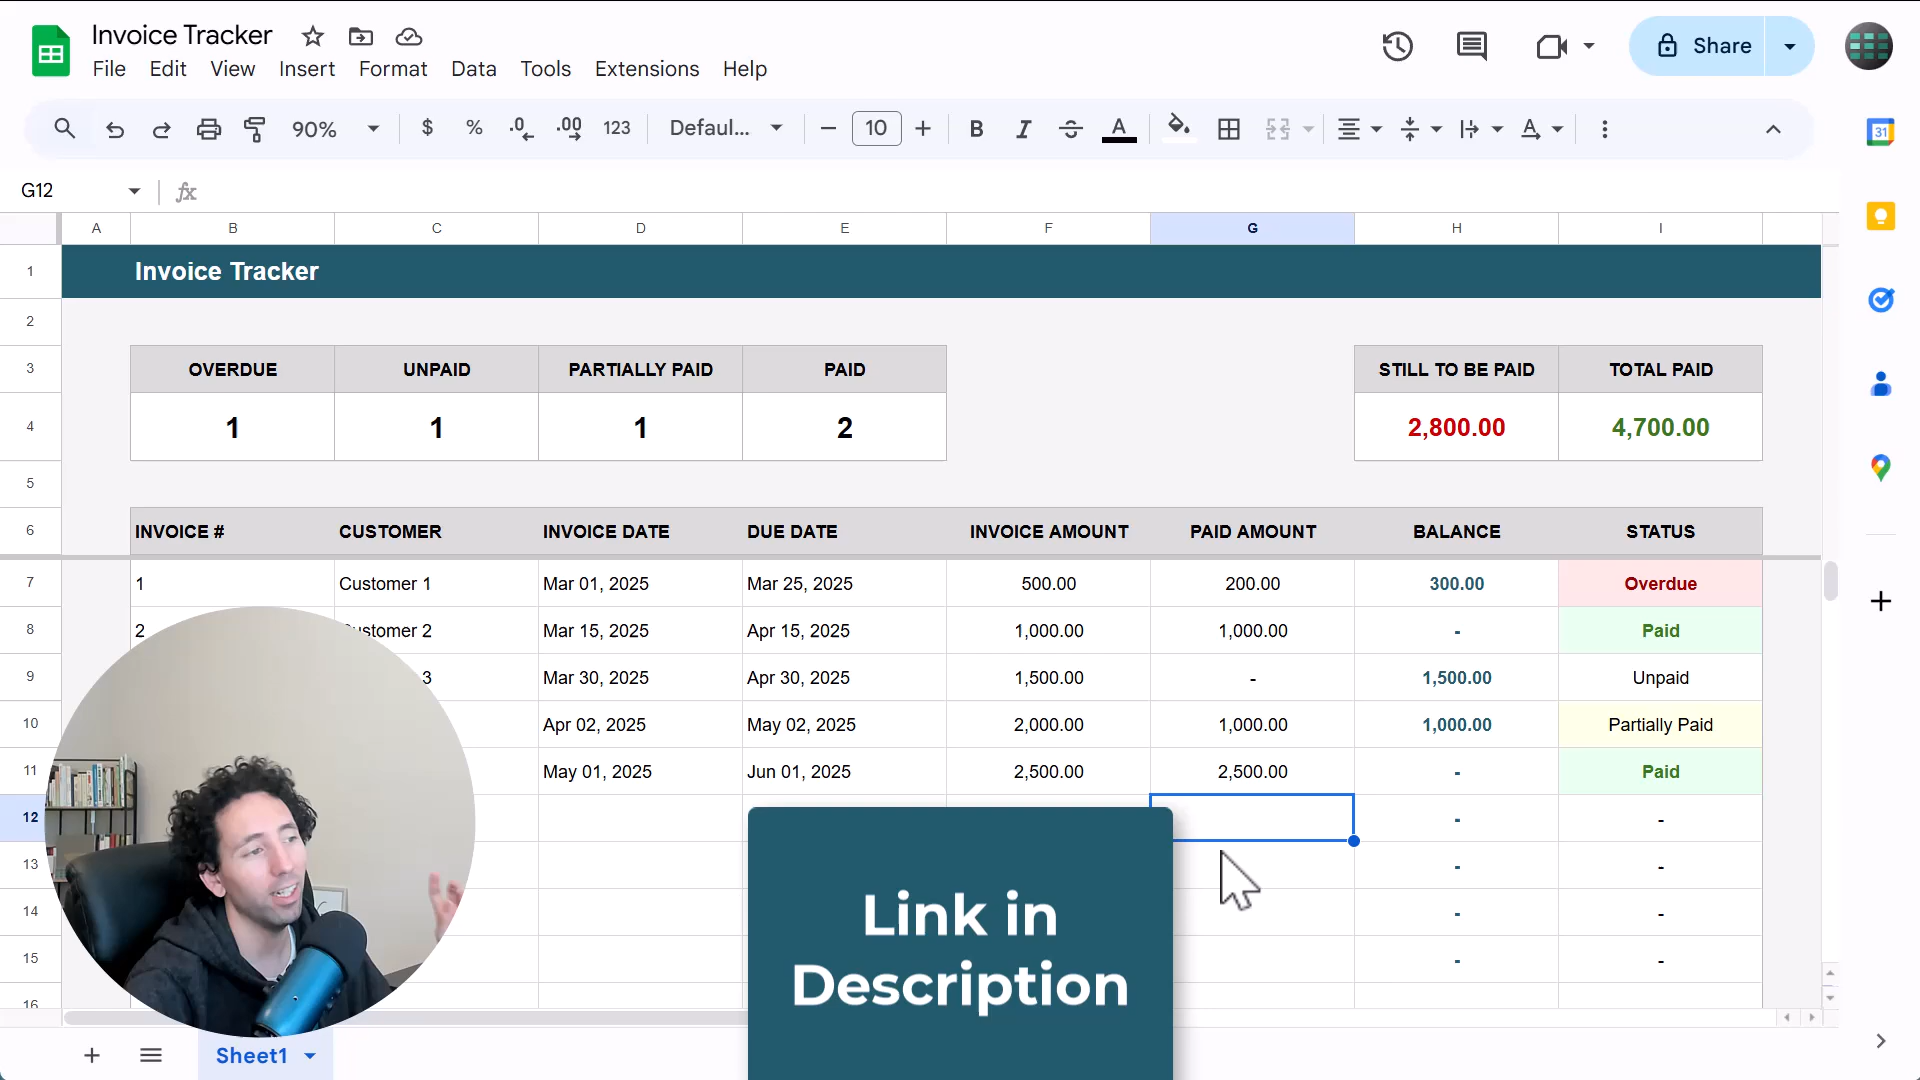 Invoice Tracker
File Edit View Insert Format Data Tools Extensions Help
Share
90% $ % .0 .00 123 Defaul... 10 B I A
31
G12 fx
A B C D E F G H I
1 Invoice Tracker
2
3 OVERDUE UNPAID PARTIALLY PAID PAID STILL TO BE PAID TOTAL PAID
4 1 1 1 2 2,800.00 4,700.00
5
6 INVOICE # CUSTOMER INVOICE DATE DUE DATE INVOICE AMOUNT PAID AMOUNT BALANCE STATUS
7 1 Customer 1 Mar 01, 2025 Mar 25, 2025 500.00 200.00 300.00 Overdue
8 2 ustomer 2 Mar 15, 2025 Apr 15, 2025 1,000.00 1,000.00 - Paid
9 3 Mar 30, 2025 Apr 30, 2025 1,500.00 - 1,500.00 Unpaid
10 Apr 02, 2025 May 02, 2025 2,000.00 1,000.00 1,000.00 Partially Paid
11 May 01, 2025 Jun 01, 2025 2,500.00 2,500.00 - Paid
12 - -
13 - -
14 - -
15 - -
16
Link in
Description
Sheet1